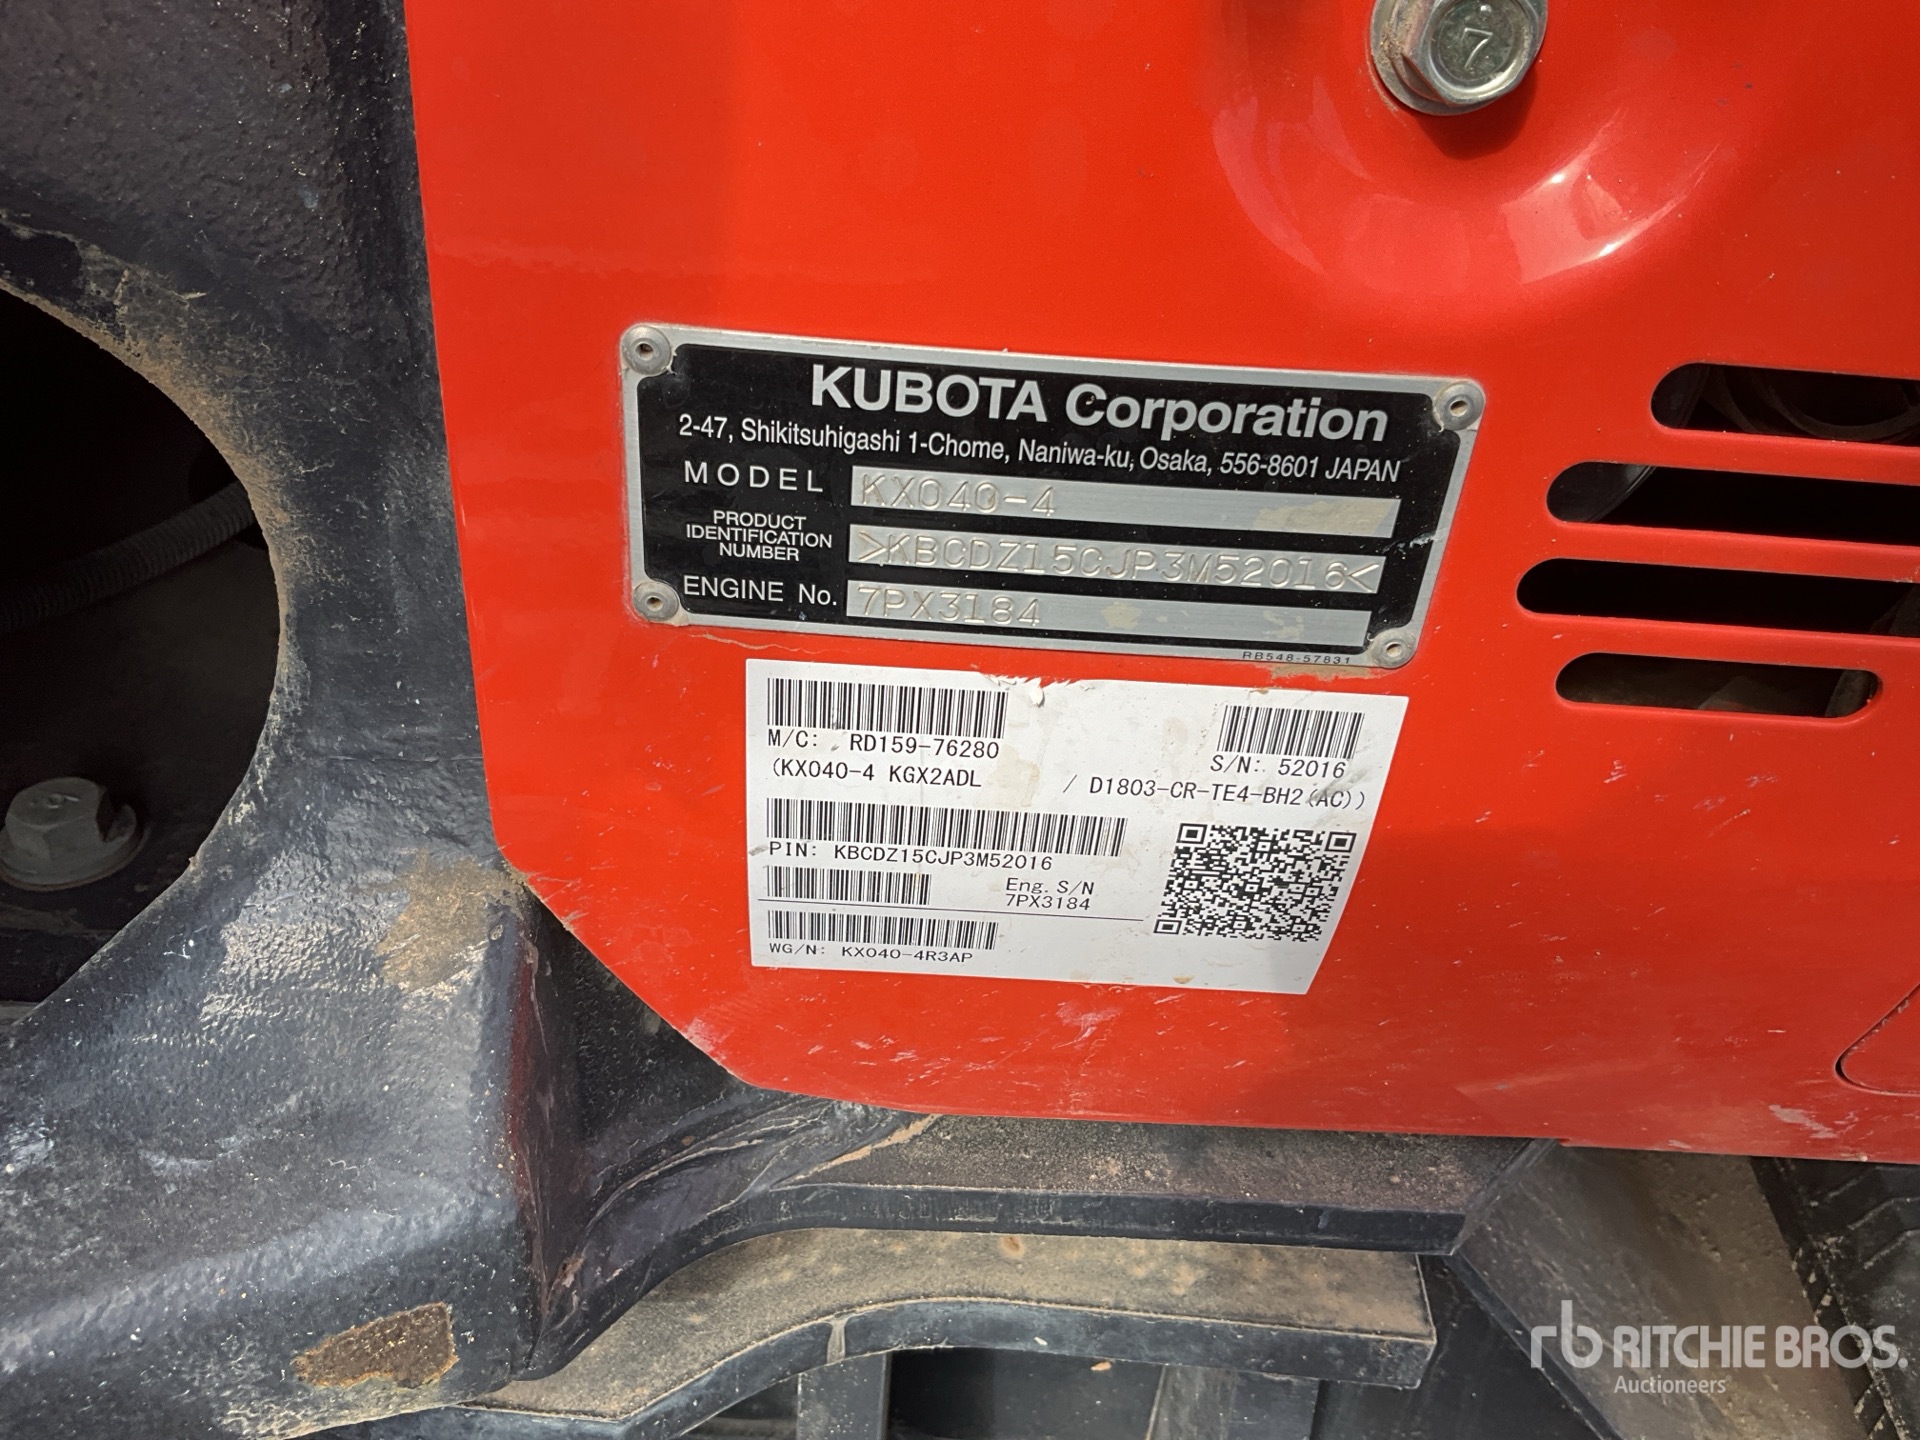 7
KUBOTA Corporation
2-47, Shikitsuhigashi 1-Chome, Naniwa-ku, Osaka, 556-8601 JAPAN
MODEL KX040-4
PRODUCT IDENTIFICATION NUMBER >KBCDZ15CJP3M52016<
ENGINE No. 7PX3184
RB548-57831
M/C: RD159-76280
S/N: 52016
(KX040-4 KGX2ADL / D1803-CR-TE4-BH2(AC))
PIN: KBCDZ15CJP3M52016
Eng. S/N
7PX3184
WG/N: KX040-4R3AP
rb RITCHIE BROS.
Auctioneers